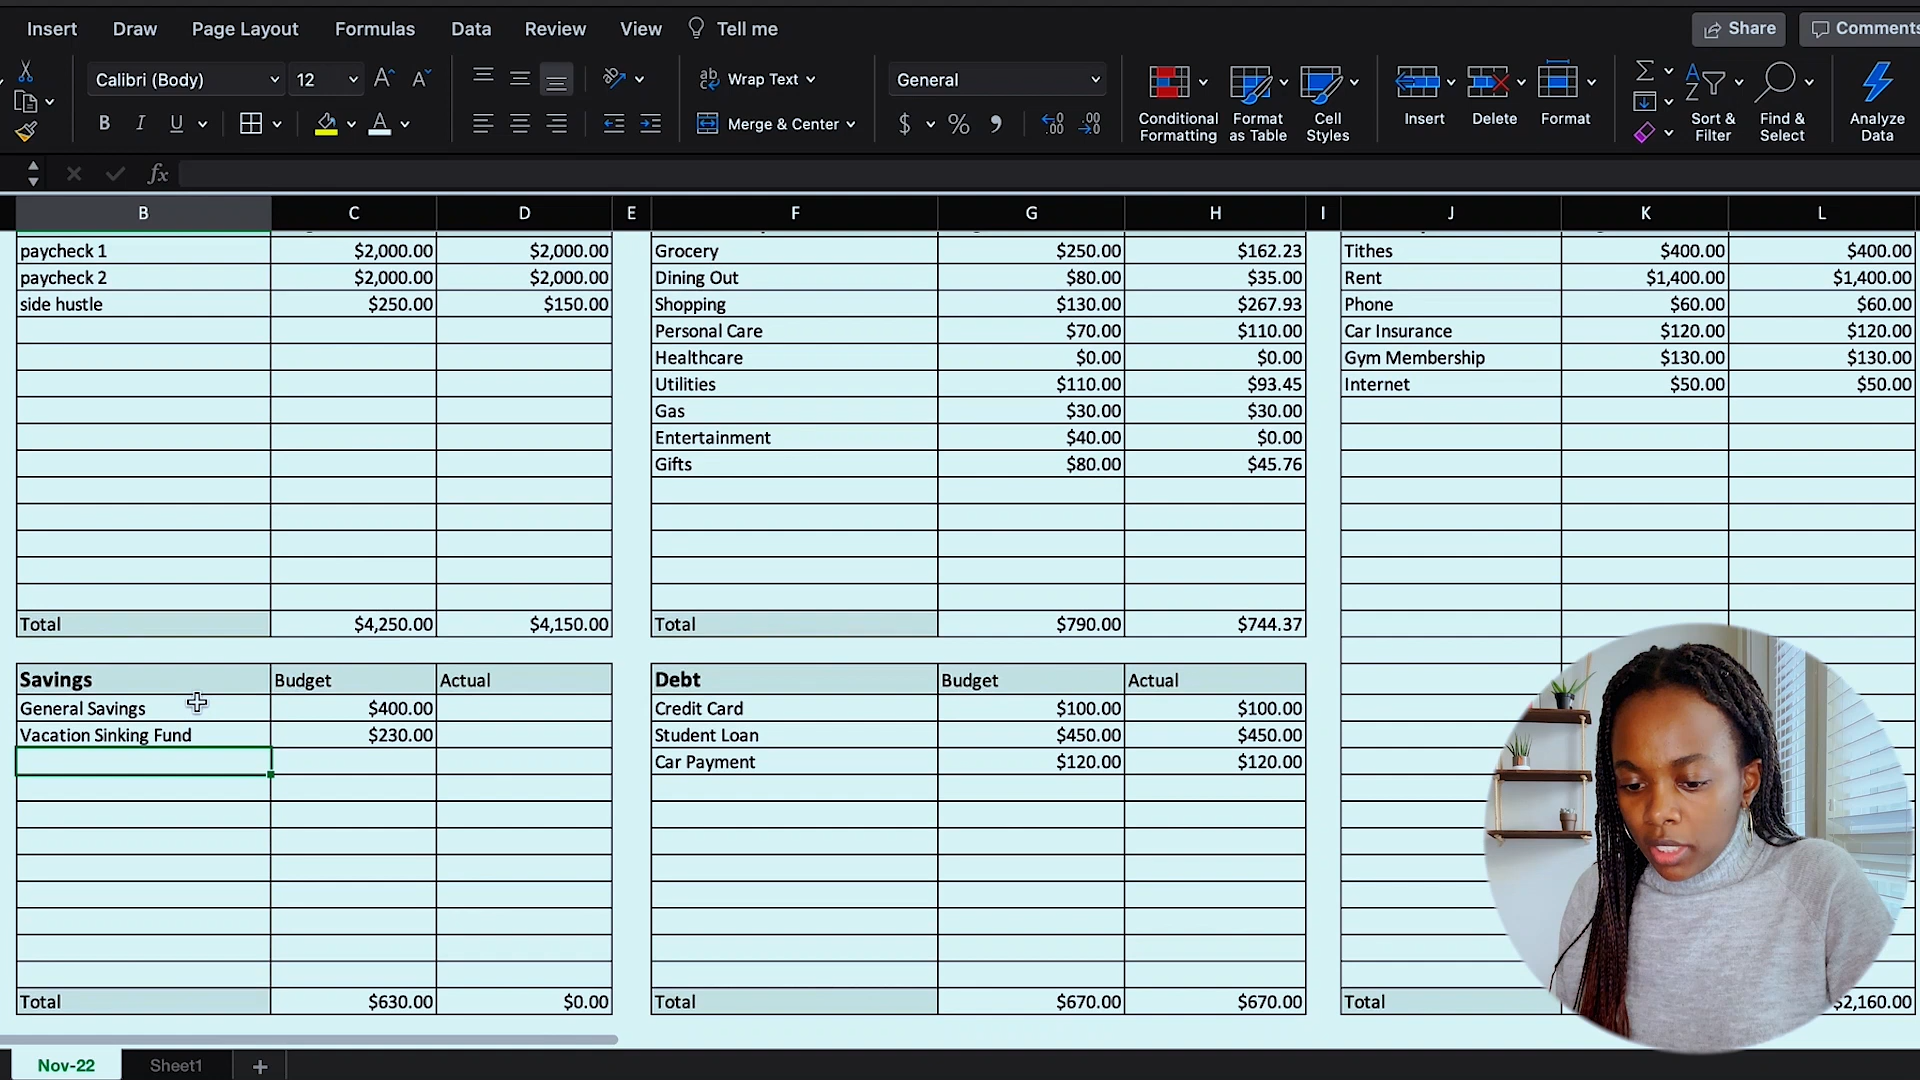 Insert Draw Page Layout Formulas Data Review View Tell me Share Comments
Calibri (Body) 12 Wrap Text General
Merge & Center
Conditional Formatting Format as Table Cell Styles Insert Delete Format Sort & Filter Find & Select Analyze Data
fx
B C D E F G H I J K L
paycheck 1 $2,000.00 $2,000.00 Grocery $250.00 $162.23 Tithes $400.00 $400.00
paycheck 2 $2,000.00 $2,000.00 Dining Out $80.00 $35.00 Rent $1,400.00 $1,400.00
side hustle $250.00 $150.00 Shopping $130.00 $267.93 Phone $60.00 $60.00
Personal Care $70.00 $110.00 Car Insurance $120.00 $120.00
Healthcare $0.00 $0.00 Gym Membership $130.00 $130.00
Utilities $110.00 $93.45 Internet $50.00 $50.00
Gas $30.00 $30.00
Entertainment $40.00 $0.00
Gifts $80.00 $45.76
Total $4,250.00 $4,150.00 Total $790.00 $744.37
Savings Budget Actual Debt Budget Actual
General Savings $400.00 Credit Card $100.00 $100.00
Vacation Sinking Fund $230.00 Student Loan $450.00 $450.00
Car Payment $120.00 $120.00
Total $630.00 $0.00 Total $670.00 $670.00 Total $2,160.00
Nov-22 Sheet1 +